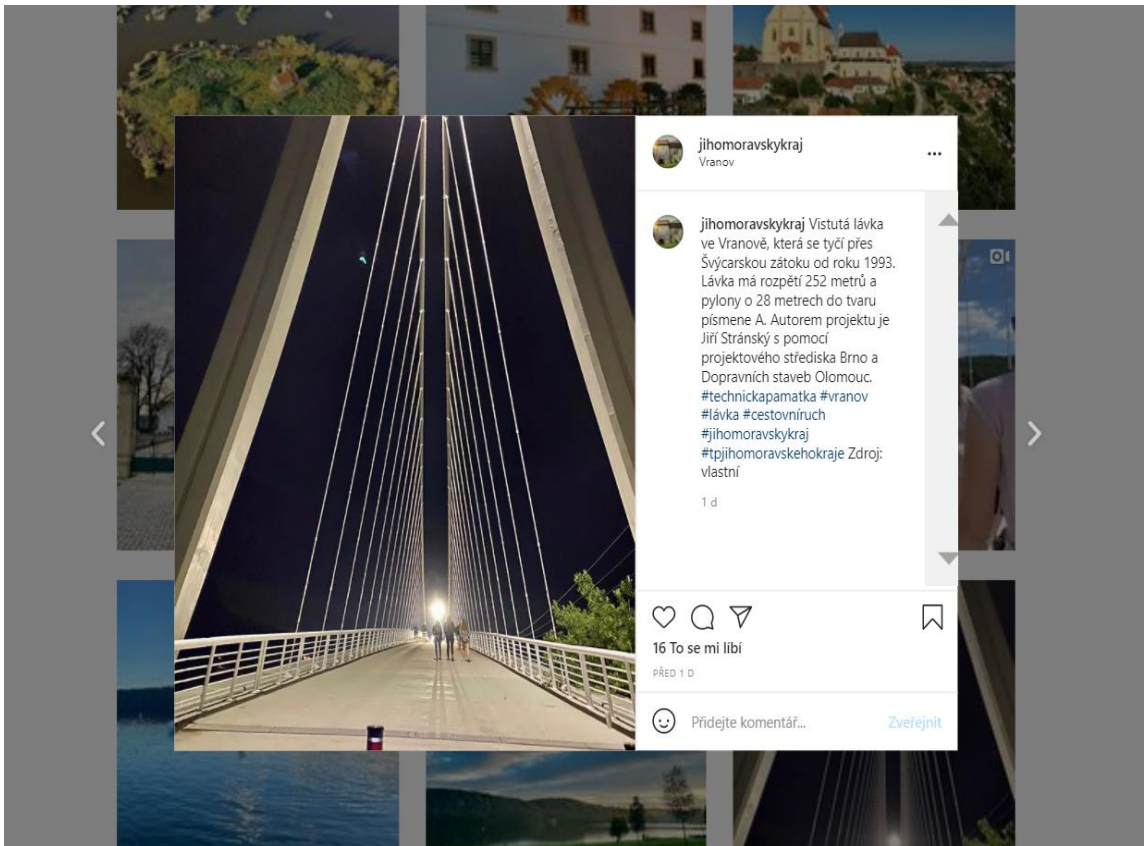 jihomoravskykraj
Vranov
...
jihomoravskykraj Vistutá lávka
ve Vranově, která se tyčí přes
Švýcarskou zátoku od roku 1993.
Lávka má rozpětí 252 metrů a
pylony o 28 metrech do tvaru
písmene A. Autorem projektu je
Jiří Stránský s pomocí
projektového střediska Brno a
Dopravních staveb Olomouc.
#technickapamatka #vranov
#lávka #cestovníruch
#jihomoravskykraj
#tpjihomoravskehokraje Zdroj:
vlastní
1 d
16 To se mi líbí
PŘED 1 D
Přidejte komentář...
Zveřejnit